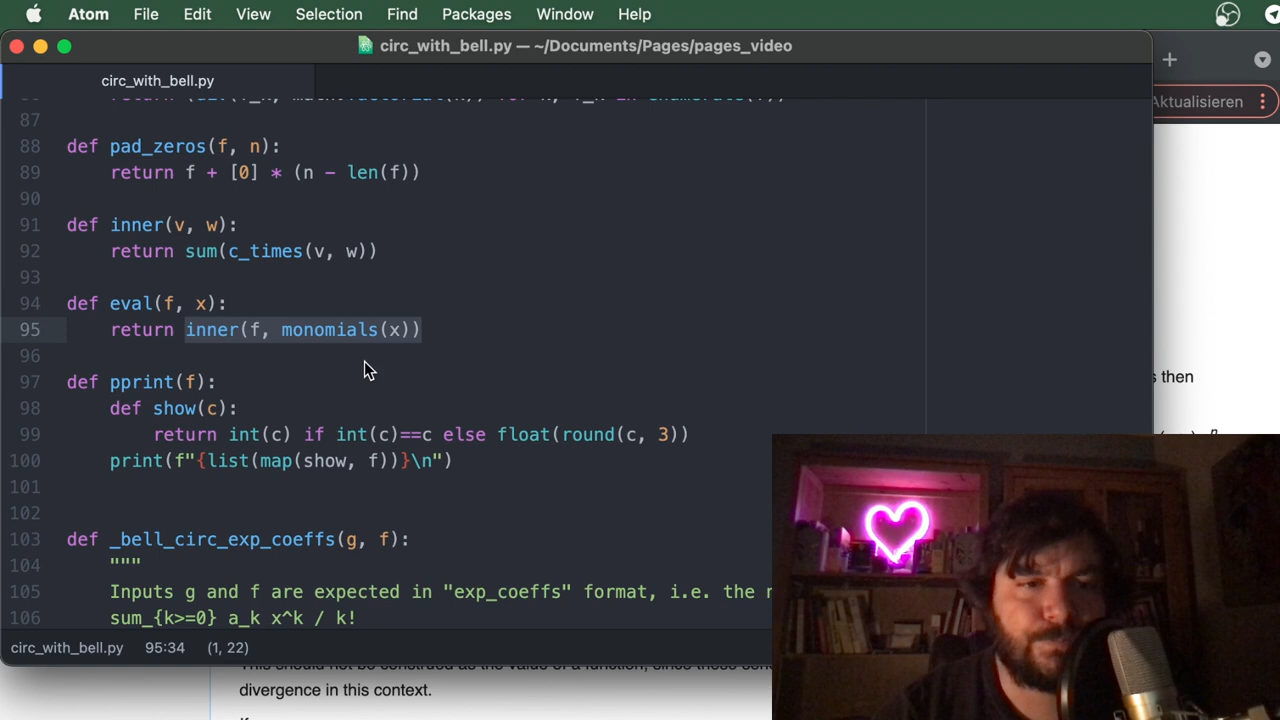 Atom File Edit View Selection Find Packages Window Help
circ_with_bell.py — ~/Documents/Pages/pages_video
circ_with_bell.py
Aktualisieren
87
88 def pad_zeros(f, n):
89 return f + [0] * (n - len(f))
90
91 def inner(v, w):
92 return sum(c_times(v, w))
93
94 def eval(f, x):
95 return inner(f, monomials(x))
96
97 def pprint(f):
98 def show(c):
99 return int(c) if int(c)==c else float(round(c, 3))
100 print(f"{list(map(show, f))}\n")
101
102
103 def _bell_circ_exp_coeffs(g, f):
104 """
105 Inputs g and f are expected in "exp_coeffs" format, i.e. the
106 sum_{k>=0} a_k x^k / k!
circ_with_bell.py 95:34 (1, 22)
then
divergence in this context.